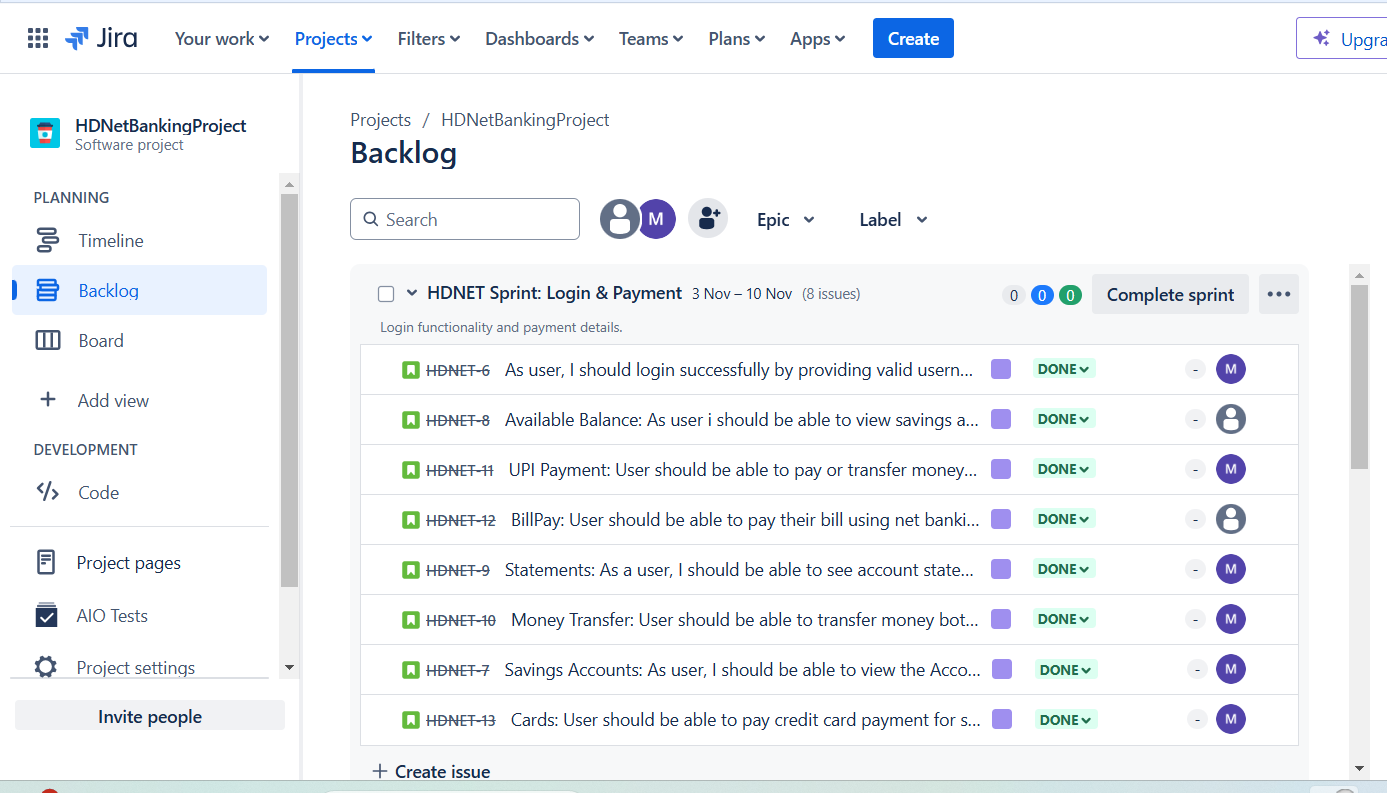 Jira Your work Projects Filters Dashboards Teams Plans Apps Create Upgra
HDNetBankingProject
Software project
PLANNING
Timeline
Backlog
Board
Add view
DEVELOPMENT
Code
Project pages
AIO Tests
Project settings
Invite people
Projects / HDNetBankingProject
Backlog
Search M Epic Label
HDNET Sprint: Login & Payment 3 Nov – 10 Nov (8 issues) 0 0 0 Complete sprint
Login functionality and payment details.
HDNET-6 As user, I should login successfully by providing valid usern... DONE - M
HDNET-8 Available Balance: As user i should be able to view savings a... DONE -
HDNET-11 UPI Payment: User should be able to pay or transfer money... DONE - M
HDNET-12 BillPay: User should be able to pay their bill using net banki... DONE -
HDNET-9 Statements: As a user, I should be able to see account state... DONE - M
HDNET-10 Money Transfer: User should be able to transfer money bot... DONE - M
HDNET-7 Savings Accounts: As user, I should be able to view the Acco... DONE - M
HDNET-13 Cards: User should be able to pay credit card payment for s... DONE - M
+ Create issue